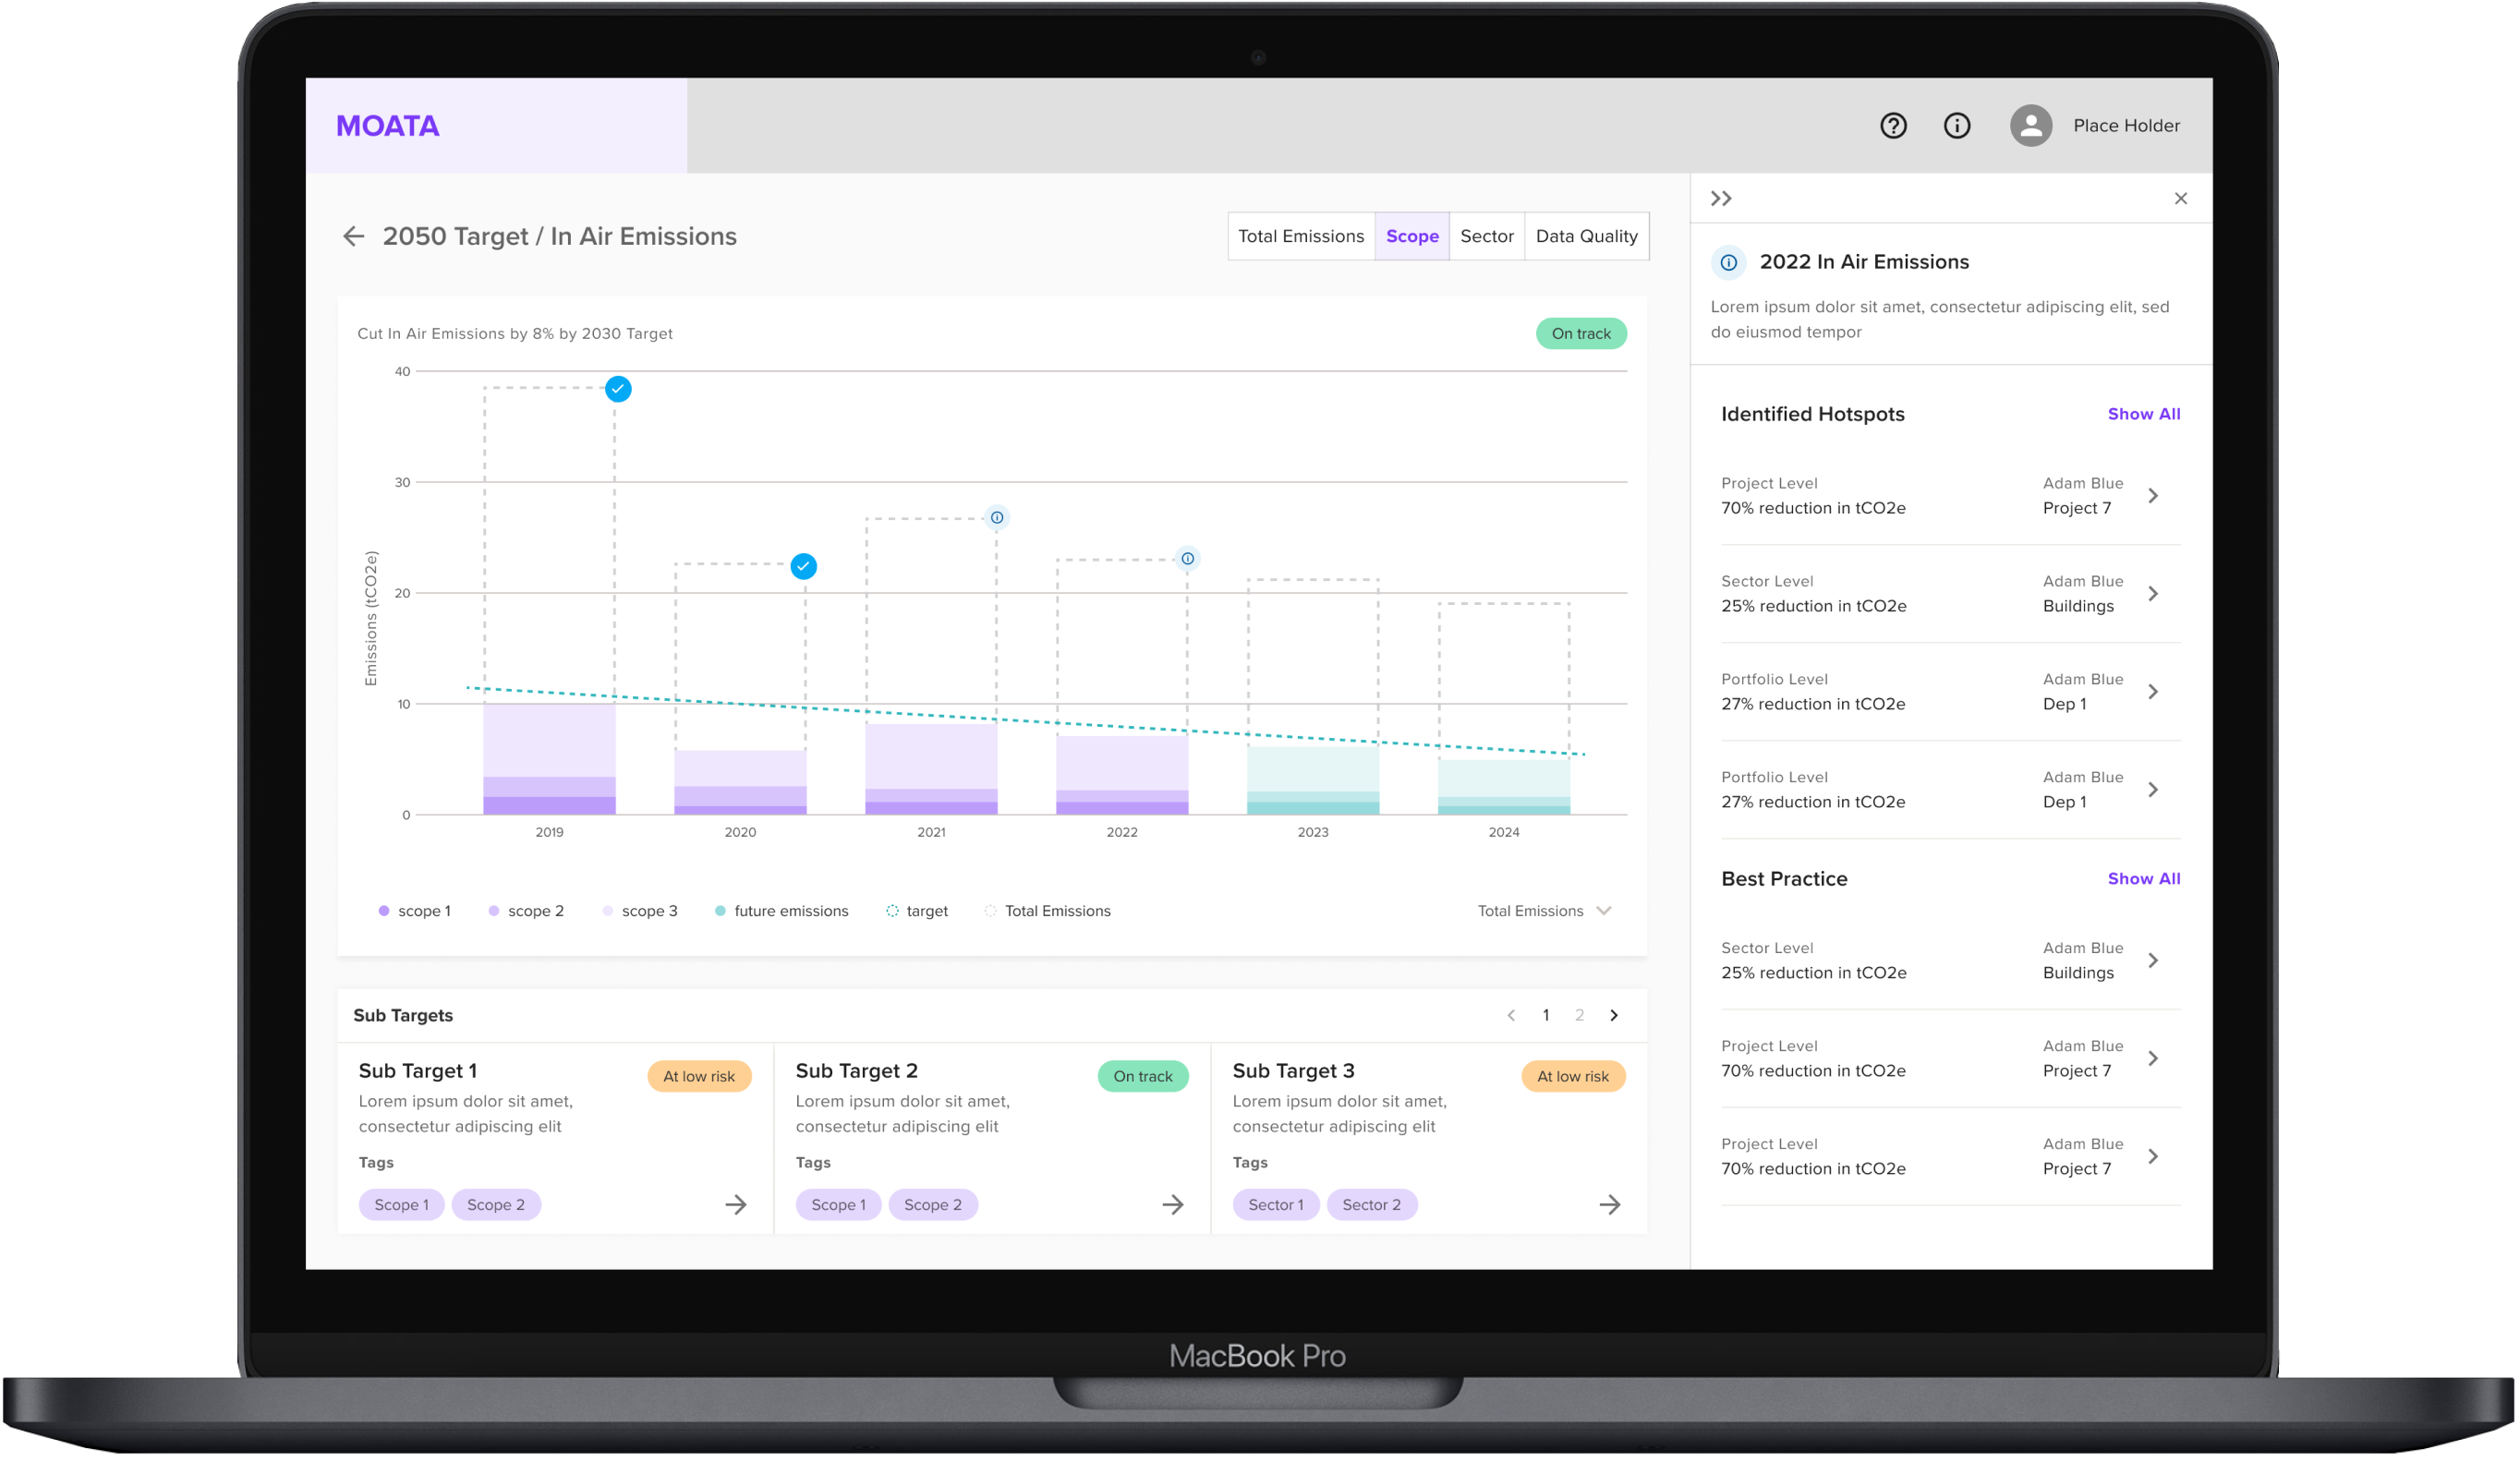 MOATA
Place Holder
2050 Target / In Air Emissions
Total Emissions
Scope
Sector
Data Quality
Cut In Air Emissions by 8% by 2030 Target
On track
Emissions (tCO2e)
40
30
20
10
0
2019
2020
2021
2022
2023
2024
scope 1
scope 2
scope 3
future emissions
target
Total Emissions
Total Emissions
Sub Targets
1
2
Sub Target 1
At low risk
Lorem ipsum dolor sit amet,
consectetur adipiscing elit
Tags
Scope 1
Scope 2
Sub Target 2
On track
Lorem ipsum dolor sit amet,
consectetur adipiscing elit
Tags
Scope 1
Scope 2
Sub Target 3
At low risk
Lorem ipsum dolor sit amet,
consectetur adipiscing elit
Tags
Sector 1
Sector 2
2022 In Air Emissions
Lorem ipsum dolor sit amet, consectetur adipiscing elit, sed
do eiusmod tempor
Identified Hotspots
Show All
Project Level
Adam Blue
70% reduction in tCO2e
Project 7
Sector Level
Adam Blue
25% reduction in tCO2e
Buildings
Portfolio Level
Adam Blue
27% reduction in tCO2e
Dep 1
Portfolio Level
Adam Blue
27% reduction in tCO2e
Dep 1
Best Practice
Show All
Sector Level
Adam Blue
25% reduction in tCO2e
Buildings
Project Level
Adam Blue
70% reduction in tCO2e
Project 7
Project Level
Adam Blue
70% reduction in tCO2e
Project 7
MacBook Pro